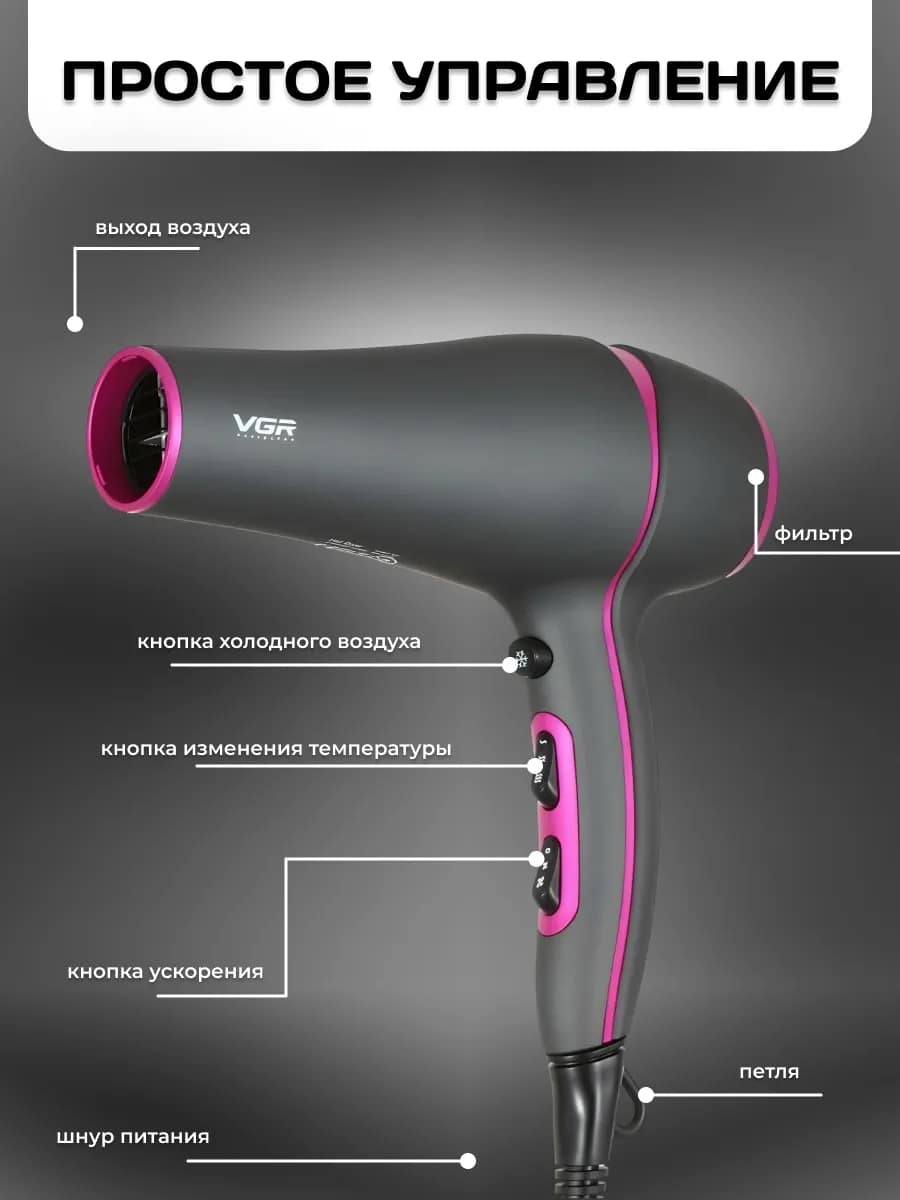 ПРОСТОЕ УПРАВЛЕНИЕ
выход воздуха
VGR
фильтр
кнопка холодного воздуха
кнопка изменения температуры
кнопка ускорения
петля
шнур питания